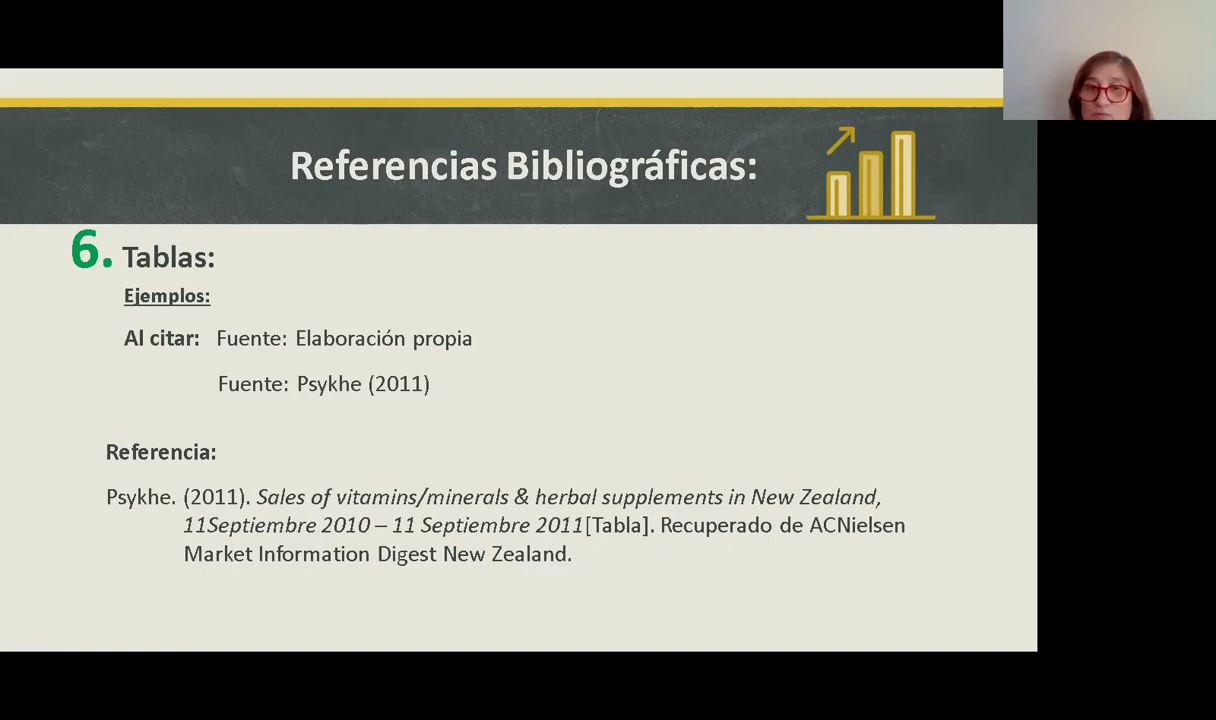 Referencias Bibliográficas:
6. Tablas:
Ejemplos:
Al citar: Fuente: Elaboración propia
Fuente: Psykhe (2011)
Referencia:
Psykhe. (2011). Sales of vitamins/minerals & herbal supplements in New Zealand,
11Septiembre 2010 – 11 Septiembre 2011[Tabla]. Recuperado de ACNielsen
Market Information Digest New Zealand.